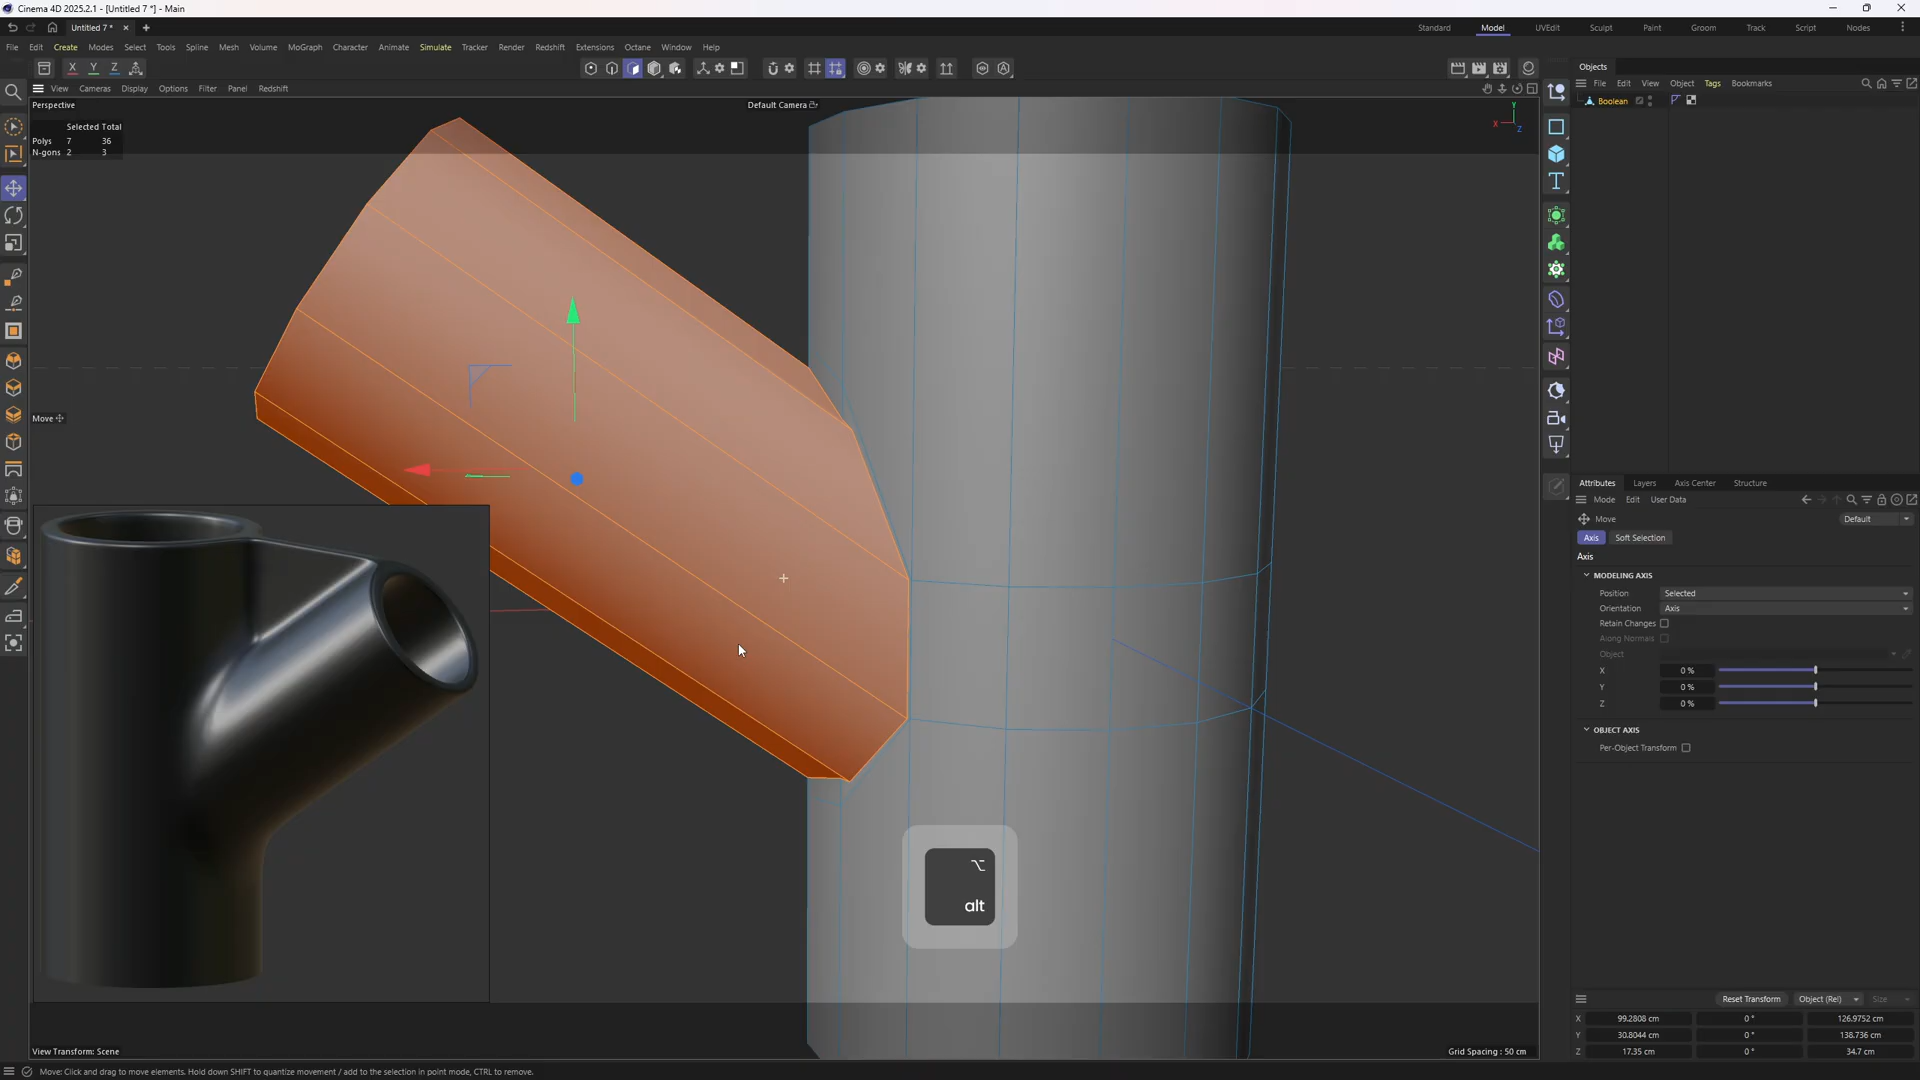 Cinema 4D 2025.2.1 - [Untitled 7 *] - Main
Untitled 7 *
Standard Model UVEdit Sculpt Paint Groom Track Script Nodes
File Edit Create Modes Select Tools Spline Mesh Volume MoGraph Character Animate Simulate Tracker Render Redshift Extensions Octane Window Help
X Y Z
Objects
View Cameras Display Options Filter Panel Redshift
File Edit View Object Tags Bookmarks
Perspective
Default Camera
Boolean
Y
X
Z
Selected Total
Polys 7 36
N-gons 2 3
Move
Attributes Layers Axis Center Structure
Mode Edit User Data
Move
Default
Axis Soft Selection
Axis
MODELING AXIS
Position Selected
Orientation Axis
Retain Changes
Along Normals
Object
X 0 %
Y 0 %
Z 0 %
OBJECT AXIS
Per-Object Transform
alt
Reset Transform Object (Rel) Size
X 99.2808 cm 0 ° 126.9752 cm
Y 30.8044 cm 0 ° 138.736 cm
Z 17.35 cm 0 ° 34.7 cm
View Transform: Scene
Grid Spacing : 50 cm
Move: Click and drag to move elements. Hold down SHIFT to quantize movement / add to the selection in point mode, CTRL to remove.